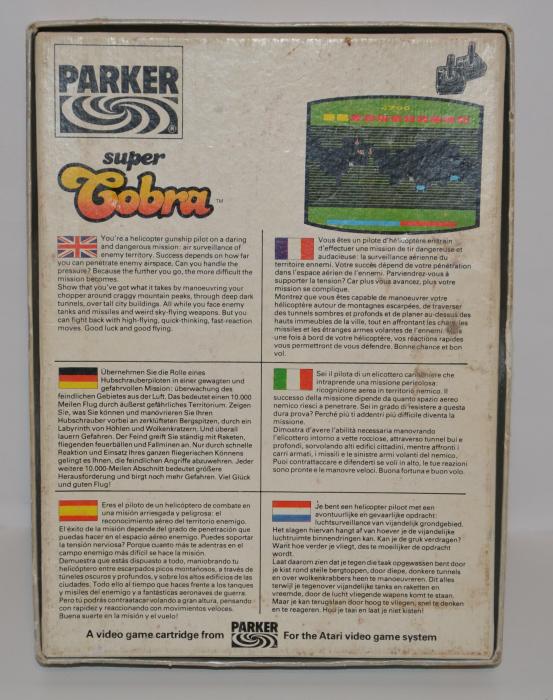 PARKER
super
Cobra™
4700
You're a helicopter gunship pilot on a daring
and dangerous mission: air surveillance of
enemy territory. Success depends on how far
you can penetrate enemy airspace. Can you handle the
pressure? Because the further you go, the more difficult the
mission becomes.
Show that you've got what it takes by manoeuvring your
chopper around craggy mountain peaks, through deep dark
tunnels, over tall city buildings. All while you face enemy
tanks and missiles and weird sky-flying weapons. But you
can fight back with high-flying, quick-thinking, fast-reaction
moves. Good luck and good flying.
Vous êtes un pilote d'hélicoptère en train
d'effectuer une mission de tir dangereuse et
audacieuse: la surveillance aérienne du
territoire ennemi. Votre succès dépend de votre pénétration
dans l'espace aérien de l'ennemi. Parviendrez-vous à
supporter la tension? Car plus vous avancez, plus votre
mission se complique.
Montrez que vous êtes capable de manoeuvrer votre
hélicoptère autour de montagnes escarpées, de traverser
des tunnels sombres et profonds et de planer au-dessus des
hauts immeubles de la ville, tout en affrontant les chars, les
missiles et les étranges armes volantes de l'ennemi.
une fois à bord de votre hélicoptère, vos réactions rapides
vous permettront de vous défendre. Bonne chance et bon
vol.
Übernehmen Sie die Rolle eines
Hubschrauberpiloten in einer gewagten und
gefahrvollen Mission: überwachung des
feindlichen Gebietes aus der Luft. Das bedeutet einen 10.000
Meilen Flug durch äußerst gefährliches Territorium. Zeigen
Sie, was Sie können und manövrieren Sie Ihren
Hubschrauber vorbei an zerklüfteten Bergspitzen, durch ein
Labyrinth von Höhlen und Wolkenkratzern. Und überall
lauern Gefahren. Der Feind greift Sie ständig mit Raketen,
fliegenden feuerbällen und Fallminen an. Nur durch schnelle
Reaktion und Einsatz Ihres ganzen fliegerischen Könnens
gelingt es Ihnen, die feindlichen Angriffe abzuwehren. Jeder
weitere 10.000-Meilen Abschnitt bedeutet größere
Herausforderung und birgt noch mehr Gefahren. Viel Glück
und guten Flug!
Sei il pilota di un elicottero cannoniere che
intraprende una missione pericolosa:
ricognizione aerea in territorio nemico. Il
successo della missione dipende da quanto spazio aereo
nemico riesci a penetrare. Sei in grado di resistere a questa
dura prova? Perché più ti addentri più difficile diventa la
missione.
Dimostra d'avere l'abilità necessaria manovrando
l'elicottero intorno a vette rocciose, attraverso tunnel bui e
profondi, sorvolando alti edifici cittadini, mentre affronti i
carri armati, i missili e le sinistre armi volanti del nemico.
Puoi contrattaccare e difenderti se voli in alto, le tue reazioni
sono pronte e le manovre veloci. Buona fortuna e buon volo.
Eres el piloto de un helicóptero de combate en
una misión arriesgada y peligrosa: el
reconocimiento aéreo del territorio enemigo.
El éxito de la misión depende del grado de penetración que
puedas hacer en el espacio aéreo enemigo. Puedes soportar
la tensión nerviosa? Porque cuanto más te adentras en el
campo enemigo más difícil se hace la misión.
Demuestra que estás dispuesto a todo, maniobrando tu
helicóptero entre escarpados picos montañosos, a través de
túneles oscuros y profundos, y sobre los altos edificios de las
ciudades. Todo ello al tiempo que haces frente a los tanques
y misiles del enemigo y a fantásticas aeronaves de guerra.
Pero tú podrás contraatacar volando a gran altura, pensando
con rapidez y reaccionando con movimientos veloces.
Buena suerte en la misión y el vuelo!
Je bent een helicopter piloot met een
avontuurlijke en gevaarlijke opdracht:
luchtsurveillance van vijandelijk grondgebied.
Het slagen hiervan hangt af van hoever je de vijandelijke
luchtruimte binnendringen kan. Kan je de druk verdragen?
Want hoe verder je vliegt, des te moeilijker de opdracht
wordt.
Laat daarom zien dat je tegen die taak opgewassen bent door
je kist rond steile bergtoppen, door diepe, donkere tunnels
en over wolkenkrabbers heen te manoeuvreren. Dit alles
terwijl je tegenover vijandelijke tanks en raketten en
vreemde, door de lucht vliegende wapens komt te staan.
Maar je kan terugslaan door hoog te vliegen, snel te denken
en te reageren. Hou je taai en laat je niet kisten!
A video game cartridge from PARKER For the Atari video game system